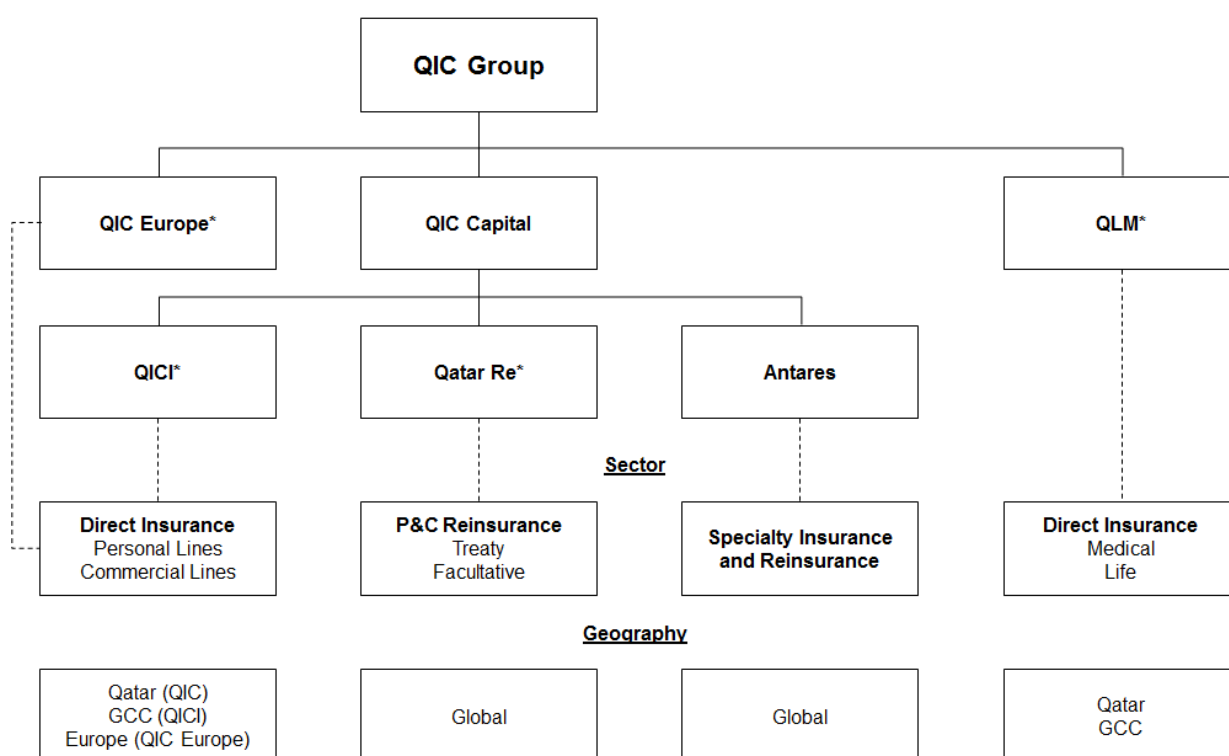 QIC Group
QIC Europe*
QIC Capital
QLM*
QICI*
Qatar Re*
Antares
Sector
Direct Insurance
Personal Lines
Commercial Lines
P&C Reinsurance
Treaty
Facultative
Specialty Insurance
and Reinsurance
Direct Insurance
Medical
Life
Geography
Qatar (QIC)
GCC (QICI)
Europe (QIC Europe)
Global
Global
Qatar
GCC